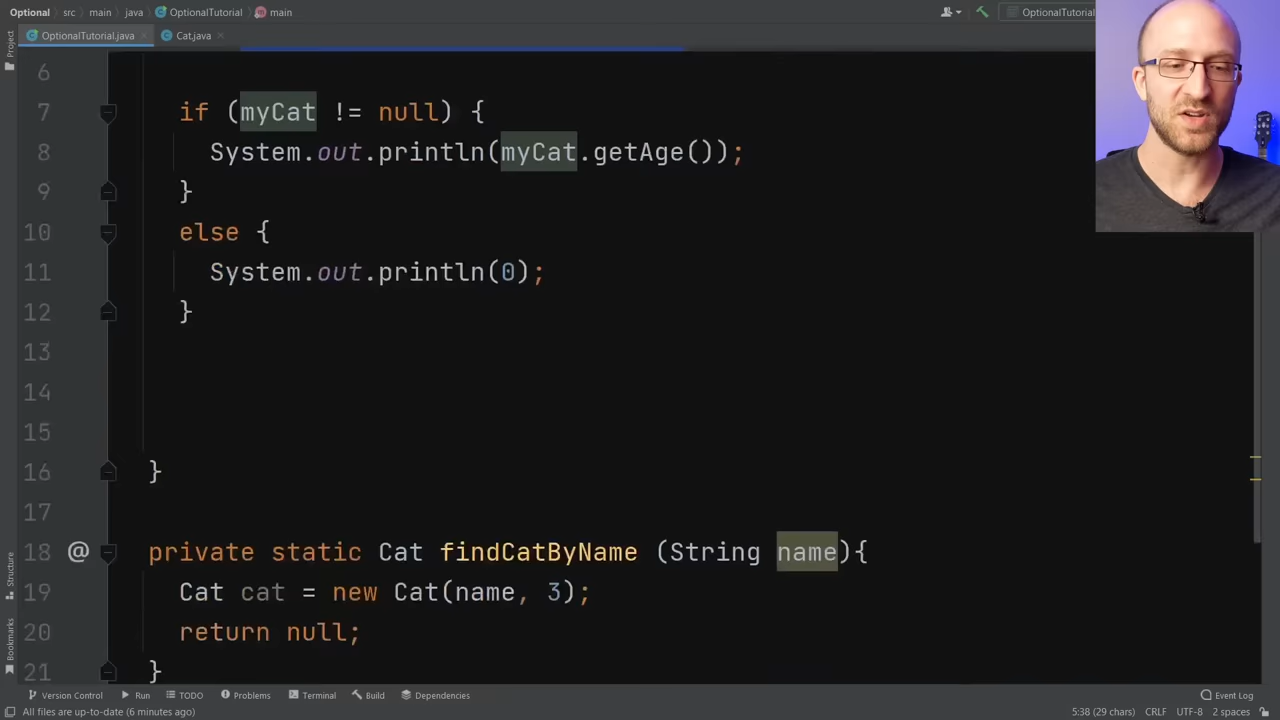 Optional src main java OptionalTutorial main OptionalTutorial
OptionalTutorial.java Cat.java
Project
6
7 if (myCat != null) {
8 System.out.println(myCat.getAge());
9 }
10 else {
11 System.out.println(0);
12 }
13
14
15
16 }
17
18 @ private static Cat findCatByName (String name){
19 Cat cat = new Cat(name, 3);
20 return null;
21 }
Structure
Bookmarks
Version Control Run TODO Problems Terminal Build Dependencies Event Log
All files are up-to-date (6 minutes ago) 5:38 (29 chars) CRLF UTF-8 2 spaces